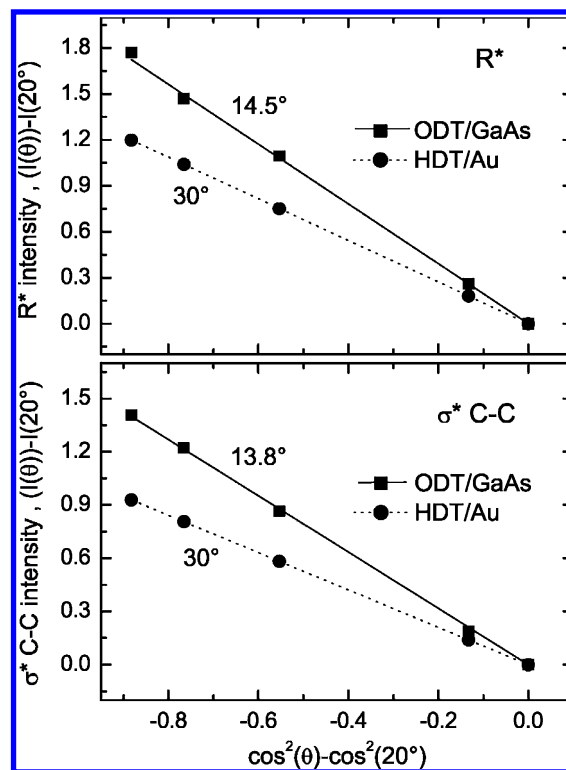 R*
1.8
1.5
1.2
0.9
0.6
0.3
0.0
R* intensity , (I(θ))-I(20°)
14.5°
30°
ODT/GaAs
HDT/Au
σ* C-C
1.5
1.2
0.9
0.6
0.3
0.0
σ* C-C intensity , (I(θ))-I(20°)
13.8°
30°
ODT/GaAs
HDT/Au
-0.8 -0.6 -0.4 -0.2 0.0
cos²(θ)-cos²(20°)